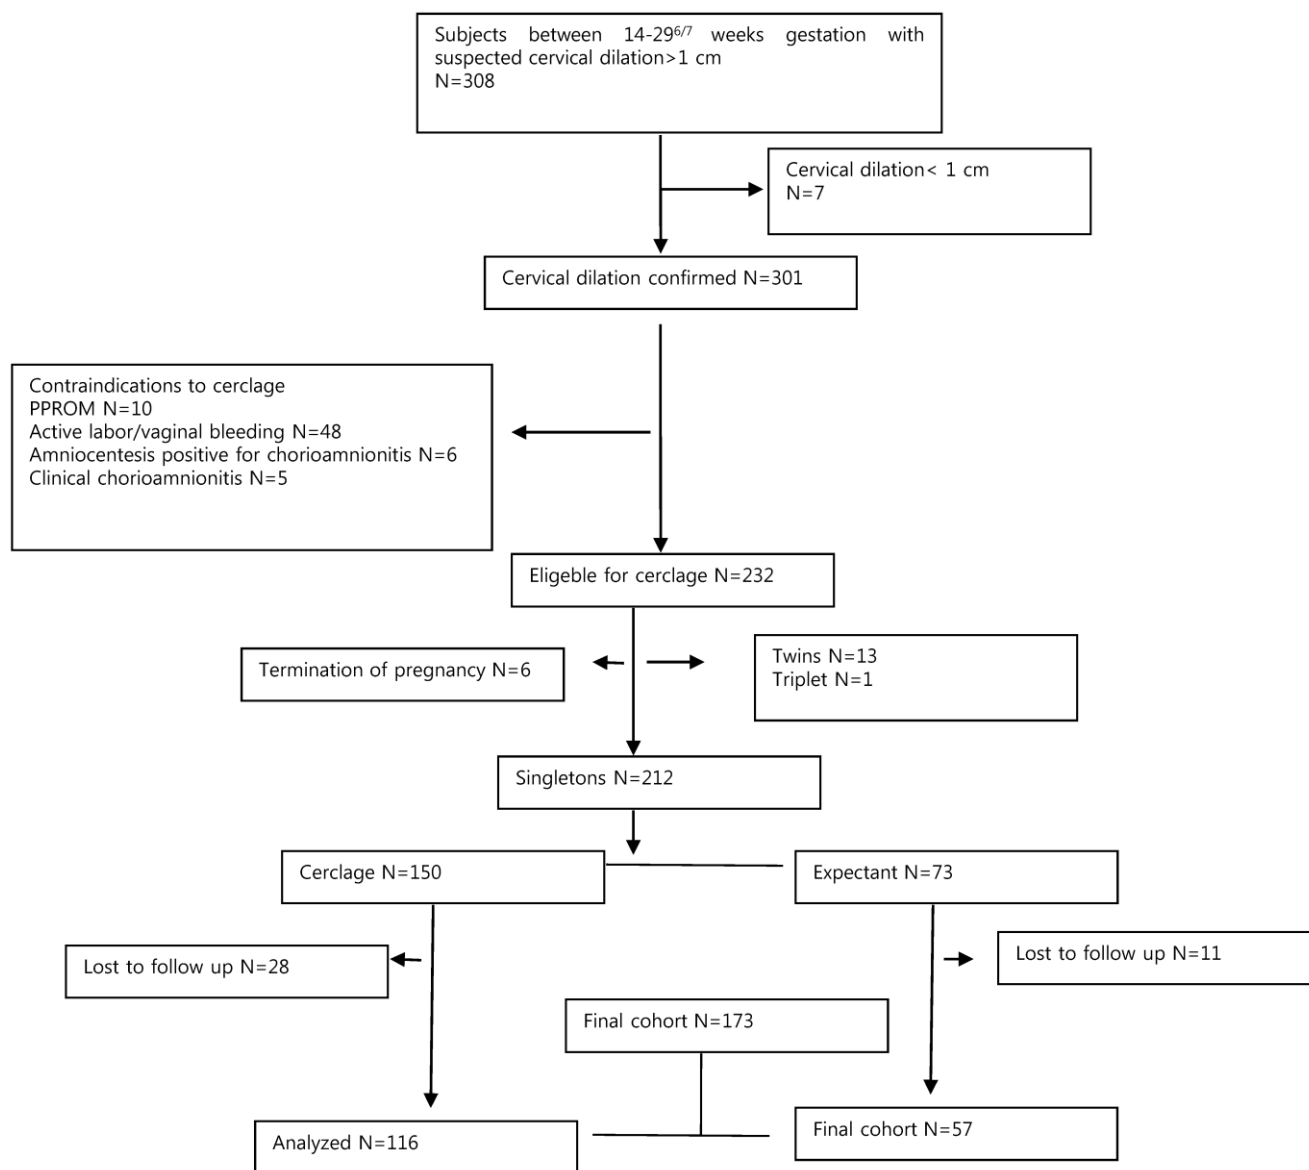 Subjects between 14-29⁶/⁷ weeks gestation with
suspected cervical dilation>1 cm
N=308
Cervical dilation< 1 cm
N=7
Cervical dilation confirmed N=301
Contraindications to cerclage
PPROM N=10
Active labor/vaginal bleeding N=48
Amniocentesis positive for chorioamnionitis N=6
Clinical chorioamnionitis N=5
Eligeble for cerclage N=232
Termination of pregnancy N=6
Twins N=13
Triplet N=1
Singletons N=212
Cerclage N=150
Expectant N=73
Lost to follow up N=28
Lost to follow up N=11
Final cohort N=173
Analyzed N=116
Final cohort N=57